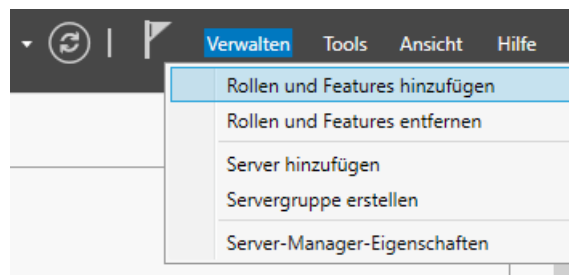 Verwalten Tools Ansicht Hilfe
Rollen und Features hinzufügen
Rollen und Features entfernen
Server hinzufügen
Servergruppe erstellen
Server-Manager-Eigenschaften